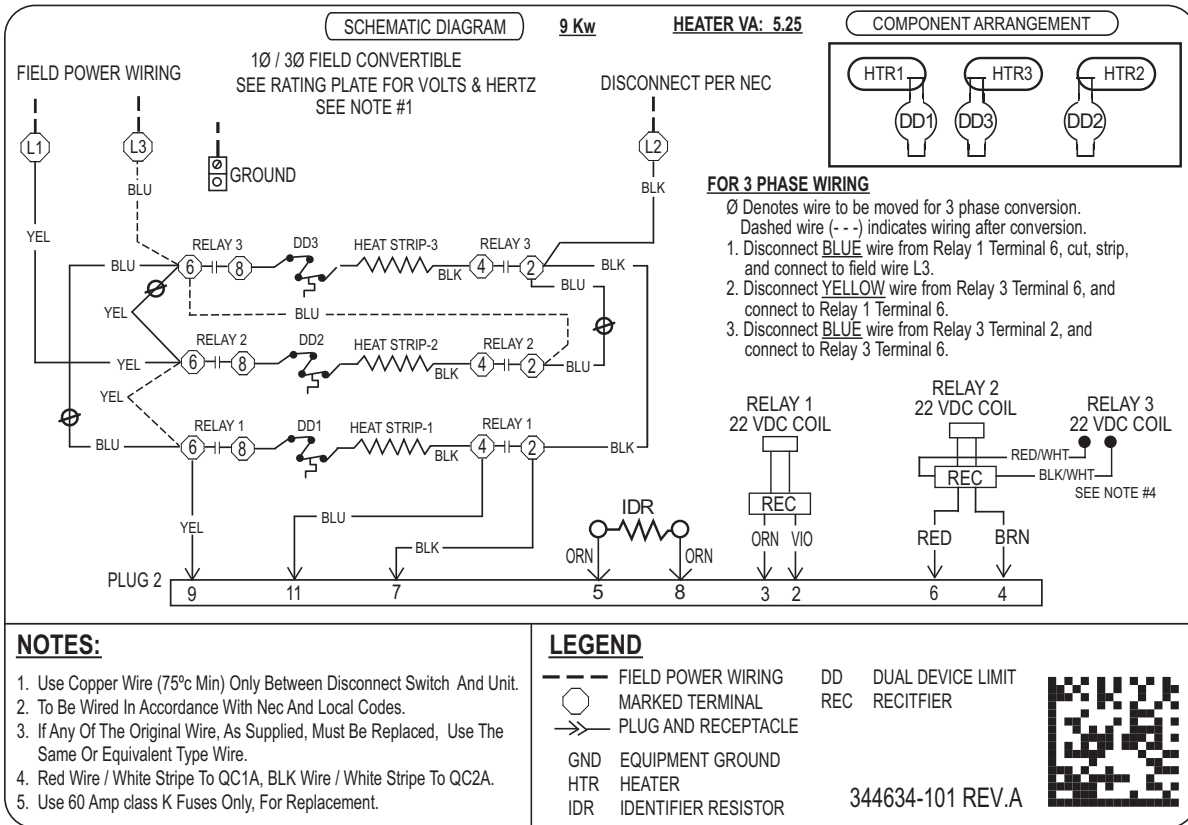 SCHEMATIC DIAGRAM
9 Kw
HEATER VA: 5.25
COMPONENT ARRANGEMENT
1Ø / 3Ø FIELD CONVERTIBLE
SEE RATING PLATE FOR VOLTS & HERTZ
SEE NOTE #1
FIELD POWER WIRING
DISCONNECT PER NEC
HTR1
HTR3
HTR2
DD1
DD3
DD2
L1
L3
L2
GROUND
BLU
BLK
YEL
FOR 3 PHASE WIRING
Ø Denotes wire to be moved for 3 phase conversion.
Dashed wire (- - -) indicates wiring after conversion.
1. Disconnect BLUE wire from Relay 1 Terminal 6, cut, strip,
and connect to field wire L3.
2. Disconnect YELLOW wire from Relay 3 Terminal 6, and
connect to Relay 1 Terminal 6.
3. Disconnect BLUE wire from Relay 3 Terminal 2, and
connect to Relay 3 Terminal 6.
BLU
6
RELAY 3
8
DD3
HEAT STRIP-3
BLK
RELAY 3
4
2
BLK
BLU
YEL
BLU
YEL
6
RELAY 2
8
DD2
HEAT STRIP-2
BLK
RELAY 2
4
2
BLU
YEL
BLU
6
RELAY 1
8
DD1
HEAT STRIP-1
BLK
RELAY 1
4
2
BLK
RELAY 1
22 VDC COIL
REC
ORN
VIO
RELAY 2
22 VDC COIL
REC
RED
BRN
RELAY 3
22 VDC COIL
RED/WHT
BLK/WHT
SEE NOTE #4
YEL
BLU
BLK
IDR
ORN
ORN
PLUG 2
9
11
7
5
8
3
2
6
4
NOTES:
1. Use Copper Wire (75ºc Min) Only Between Disconnect Switch And Unit.
2. To Be Wired In Accordance With Nec And Local Codes.
3. If Any Of The Original Wire, As Supplied, Must Be Replaced, Use The
Same Or Equivalent Type Wire.
4. Red Wire / White Stripe To QC1A, BLK Wire / White Stripe To QC2A.
5. Use 60 Amp class K Fuses Only, For Replacement.
LEGEND
FIELD POWER WIRING
MARKED TERMINAL
PLUG AND RECEPTACLE
GND EQUIPMENT GROUND
HTR HEATER
IDR IDENTIFIER RESISTOR
DD DUAL DEVICE LIMIT
REC RECITFIER
344634-101 REV.A